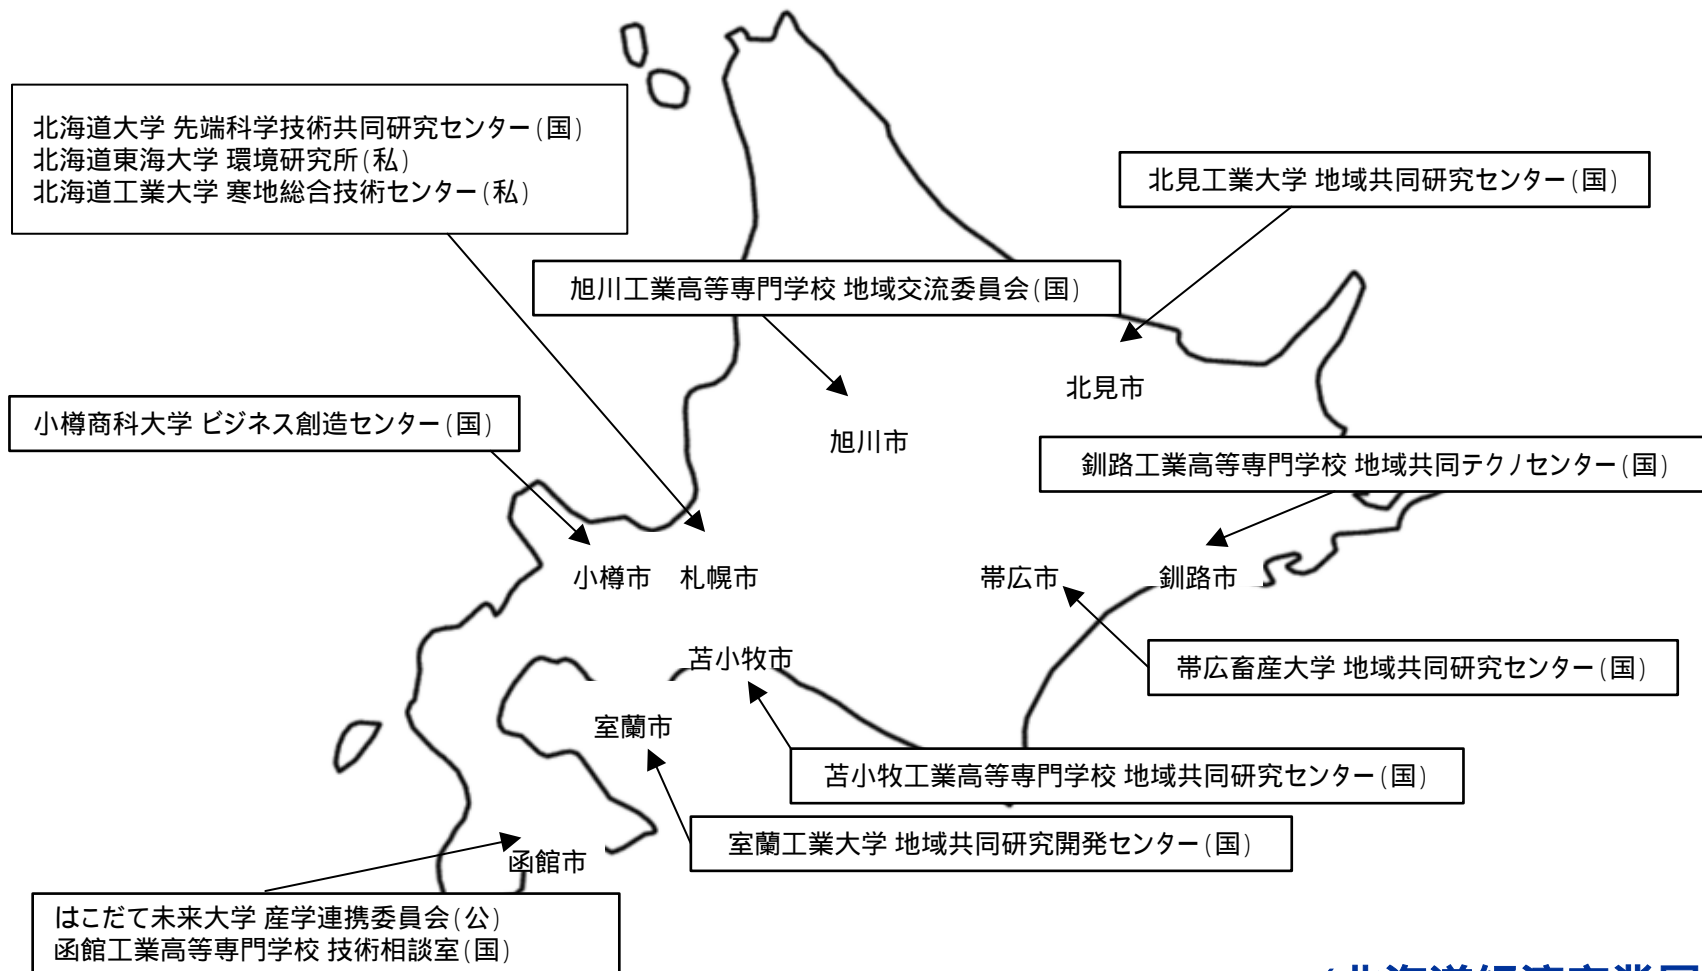 北海道大学 先端科学技術共同研究センター(国)
北海道東海大学 環境研究所(私)
北海道工業大学 寒地総合技術センター(私)
北見工業大学 地域共同研究センター(国)
旭川工業高等専門学校 地域交流委員会(国)
北見市
小樽商科大学 ビジネス創造センター(国)
旭川市
釧路工業高等専門学校 地域共同テクノセンター(国)
小樽市
札幌市
帯広市
釧路市
苫小牧市
帯広畜産大学 地域共同研究センター(国)
室蘭市
苫小牧工業高等専門学校 地域共同研究センター(国)
室蘭工業大学 地域共同研究開発センター(国)
函館市
はこだて未来大学 産学連携委員会(公)
函館工業高等専門学校 技術相談室(国)